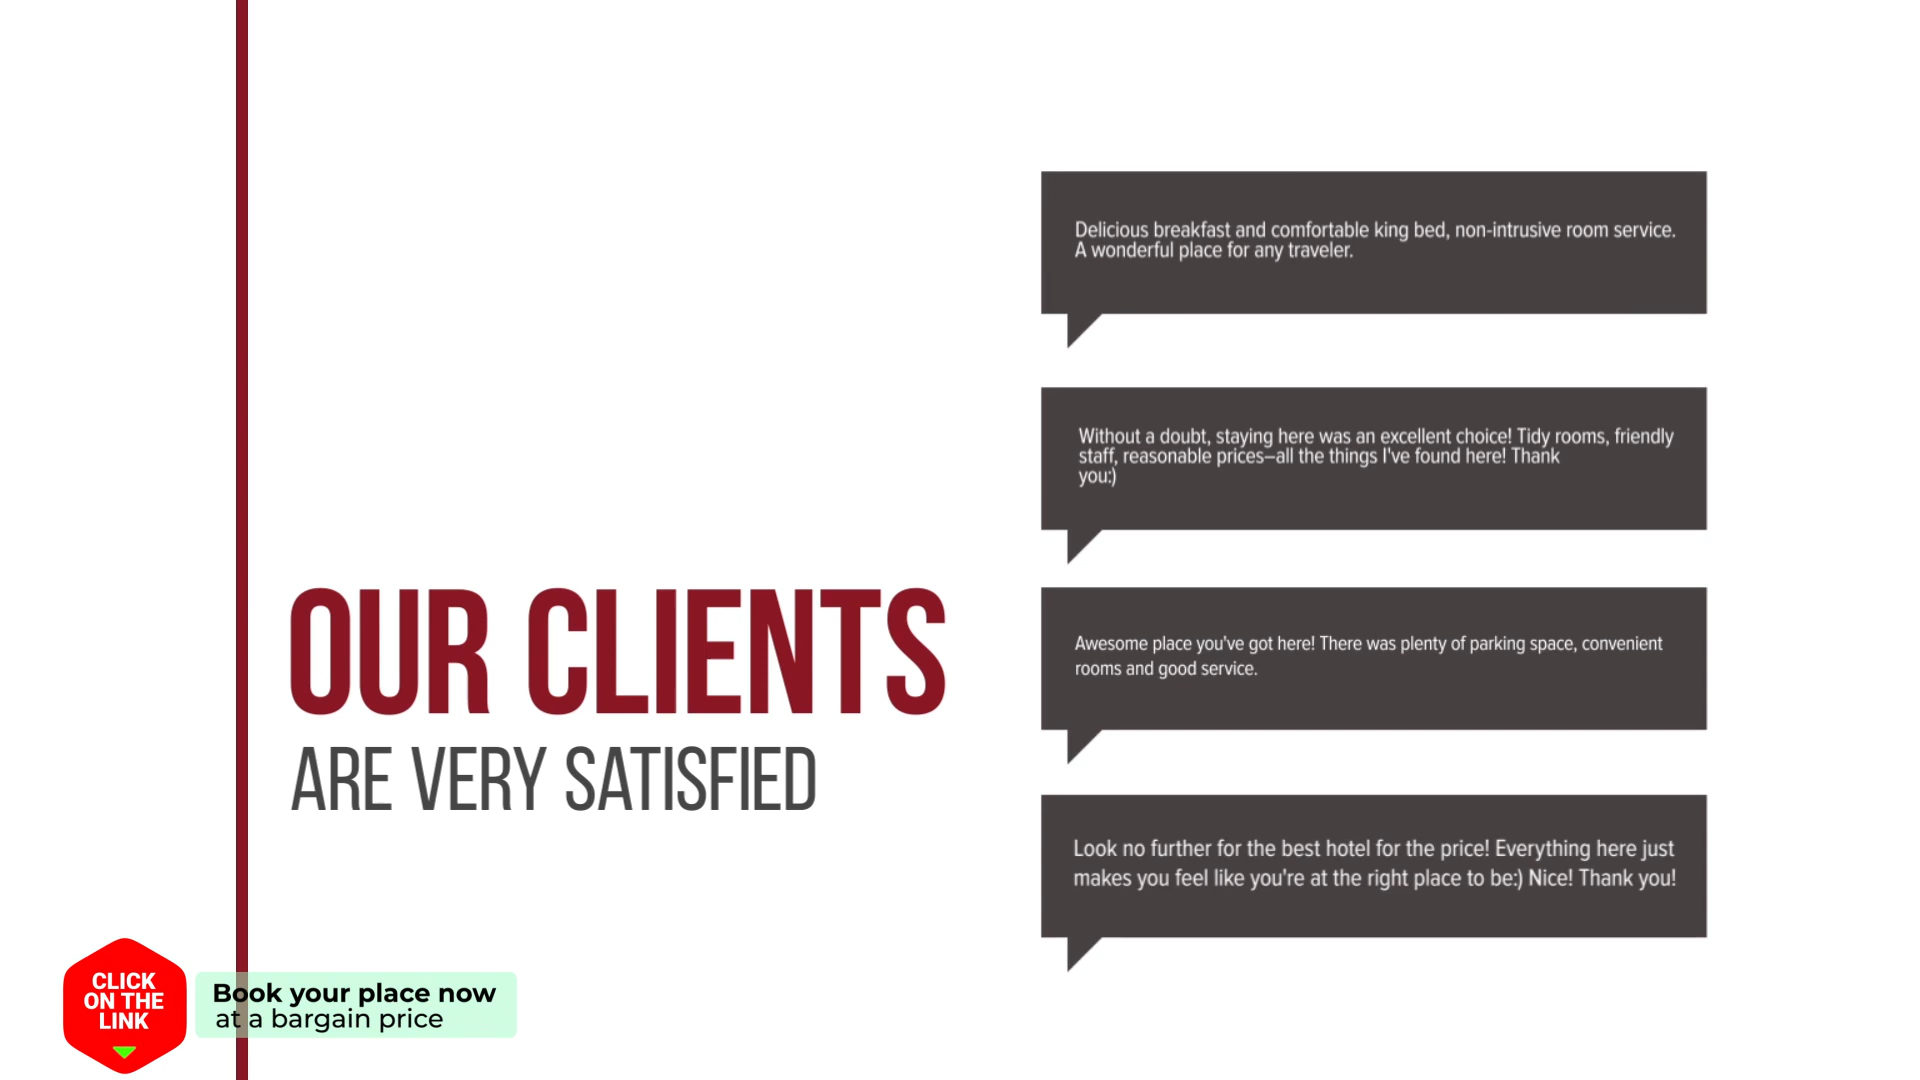 Delicious breakfast and comfortable king bed, non-intrusive room service.
A wonderful place for any traveler.
Without a doubt, staying here was an excellent choice! Tidy rooms, friendly
staff, reasonable prices–all the things I've found here! Thank
you:)
OUR CLIENTS
ARE VERY SATISFIED
Awesome place you've got here! There was plenty of parking space, convenient
rooms and good service.
Look no further for the best hotel for the price! Everything here just
makes you feel like you're at the right place to be:) Nice! Thank you!
CLICK
ON THE
LINK
Book your place now
at a bargain price